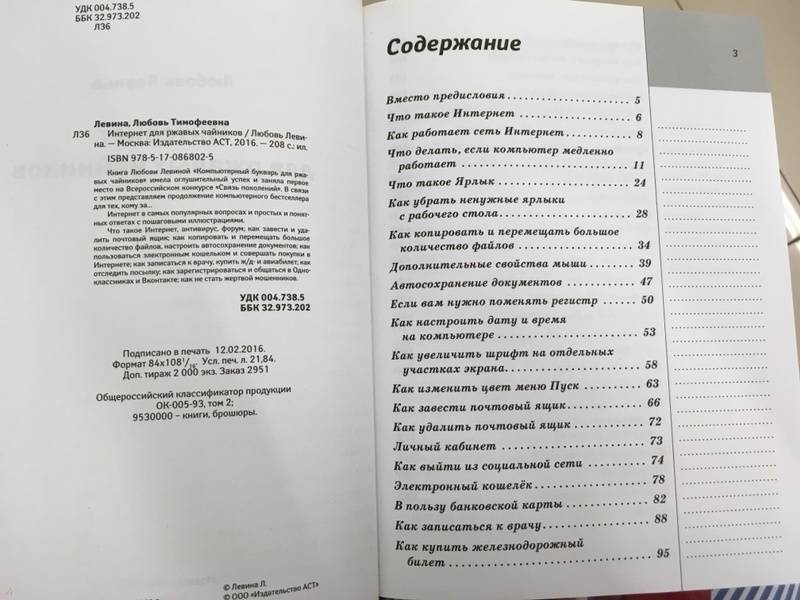 УДК 004.738.5
ББК 32.973.202
Л36
Левина, Любовь Тимофеевна
Л36 Интернет для ржавых чайников / Любовь Леви-
на. — Москва: Издательство АСТ, 2016. — 208 с.: ил.
ISBN 978-5-17-086802-5
Книга Любови Левиной «Компьютерный букварь для ржа-
вых чайников» имела оглушительный успех и заняла первое
место на Всероссийском конкурсе «Связь поколений». В связи
с этим представляем продолжение компьютерного бестселлера
для тех, кому за...
Интернет в самых популярных вопросах и простых и понят-
ных ответах с пошаговыми иллюстрациями.
Что такое Интернет, антивирус, форум; как завести и уда-
лить почтовый ящик; как копировать и перемещать большое
количество файлов, настроить автосохранение документов; как
пользоваться электронным кошельком и совершать покупки в
Интернете; как записаться к врачу, купить ж/д- и авиабилет; как
отследить посылку; как зарегистрироваться и общаться в Одно-
классниках и Вконтакте; как не стать жертвой мошенников.
УДК 004.738.5
ББК 32.973.202
Подписано в печать 12.02.2016.
Формат 84x108¹/₁₆. Усл. печ. л. 21,84.
Доп. тираж 2 000 экз. Заказ 2951
Общероссийский классификатор продукции
ОК-005-93, том 2;
9530000 – книги, брошюры.
© Левина Л.
© ООО «Издательство АСТ»
3
Содержание
Вместо предисловия . . . . . 5
Что такое Интернет . . . . . 6
Как работает сеть Интернет . . . . . 8
Что делать, если компьютер медленно
работает . . . . . 11
Что такое Ярлык . . . . . 24
Как убрать ненужные ярлыки
с рабочего стола . . . . . 28
Как копировать и перемещать большое
количество файлов . . . . . 34
Дополнительные свойства мыши . . . . . 39
Автосохранение документов . . . . . 47
Если вам нужно поменять регистр . . . . . 50
Как настроить дату и время
на компьютере . . . . . 53
Как увеличить шрифт на отдельных
участках экрана . . . . . 58
Как изменить цвет меню Пуск . . . . . 63
Как завести почтовый ящик . . . . . 66
Как удалить почтовый ящик . . . . . 72
Личный кабинет . . . . . 73
Как выйти из социальной сети . . . . . 74
Электронный кошелёк . . . . . 78
В пользу банковской карты . . . . . 82
Как записаться к врачу . . . . . 88
Как купить железнодорожный
билет . . . . . 95